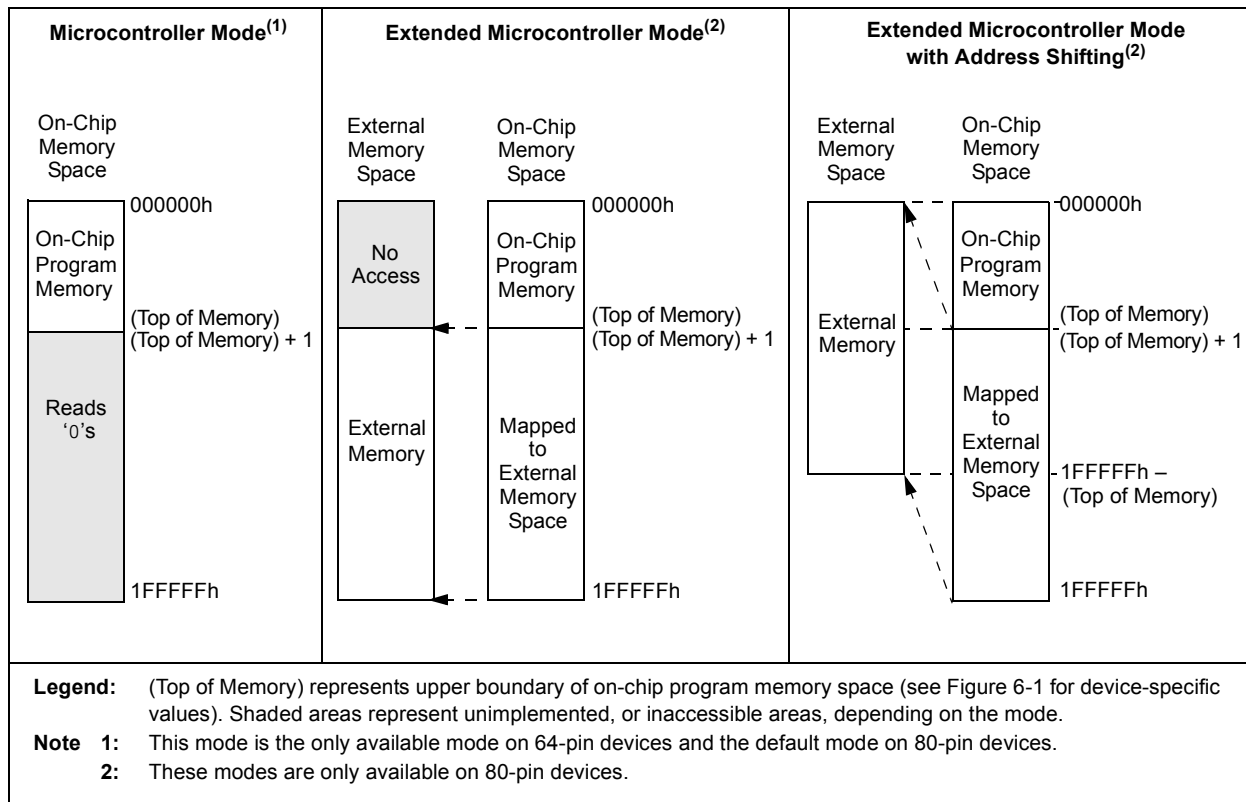 Microcontroller Mode(1)
On-Chip
Memory
Space
000000h
On-Chip
Program
Memory
(Top of Memory)
(Top of Memory) + 1
Reads
‘0’s
1FFFFFh
Extended Microcontroller Mode(2)
External
Memory
Space
On-Chip
Memory
Space
000000h
No
Access
On-Chip
Program
Memory
(Top of Memory)
(Top of Memory) + 1
External
Memory
Mapped
to
External
Memory
Space
1FFFFFh
Extended Microcontroller Mode
with Address Shifting(2)
External
Memory
Space
On-Chip
Memory
Space
000000h
On-Chip
Program
Memory
External
Memory
(Top of Memory)
(Top of Memory) + 1
Mapped
to
External
Memory
Space
1FFFFFh –
(Top of Memory)
1FFFFFh
Legend: (Top of Memory) represents upper boundary of on-chip program memory space (see Figure 6-1 for device-specific
values). Shaded areas represent unimplemented, or inaccessible areas, depending on the mode.
Note 1: This mode is the only available mode on 64-pin devices and the default mode on 80-pin devices.
2: These modes are only available on 80-pin devices.